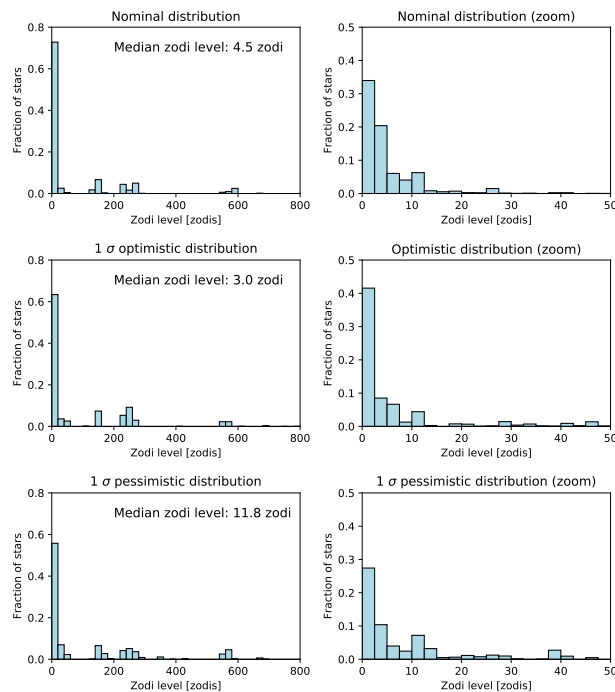 Nominal distribution
Median zodi level: 4.5 zodi
Fraction of stars
0.8
0.6
0.4
0.2
0.0
0 200 400 600 800
Zodi level [zodis]
Nominal distribution (zoom)
Fraction of stars
0.5
0.4
0.3
0.2
0.1
0.0
0 10 20 30 40 50
Zodi level [zodis]
1 σ optimistic distribution
Median zodi level: 3.0 zodi
Fraction of stars
0.8
0.6
0.4
0.2
0.0
0 200 400 600 800
Zodi level [zodis]
Optimistic distribution (zoom)
Fraction of stars
0.5
0.4
0.3
0.2
0.1
0.0
0 10 20 30 40 50
Zodi level [zodis]
1 σ pessimistic distribution
Median zodi level: 11.8 zodi
Fraction of stars
0.8
0.6
0.4
0.2
0.0
0 200 400 600 800
Zodi level [zodis]
1 σ pessimistic distribution (zoom)
Fraction of stars
0.5
0.4
0.3
0.2
0.1
0.0
0 10 20 30 40 50
Zodi level [zodis]